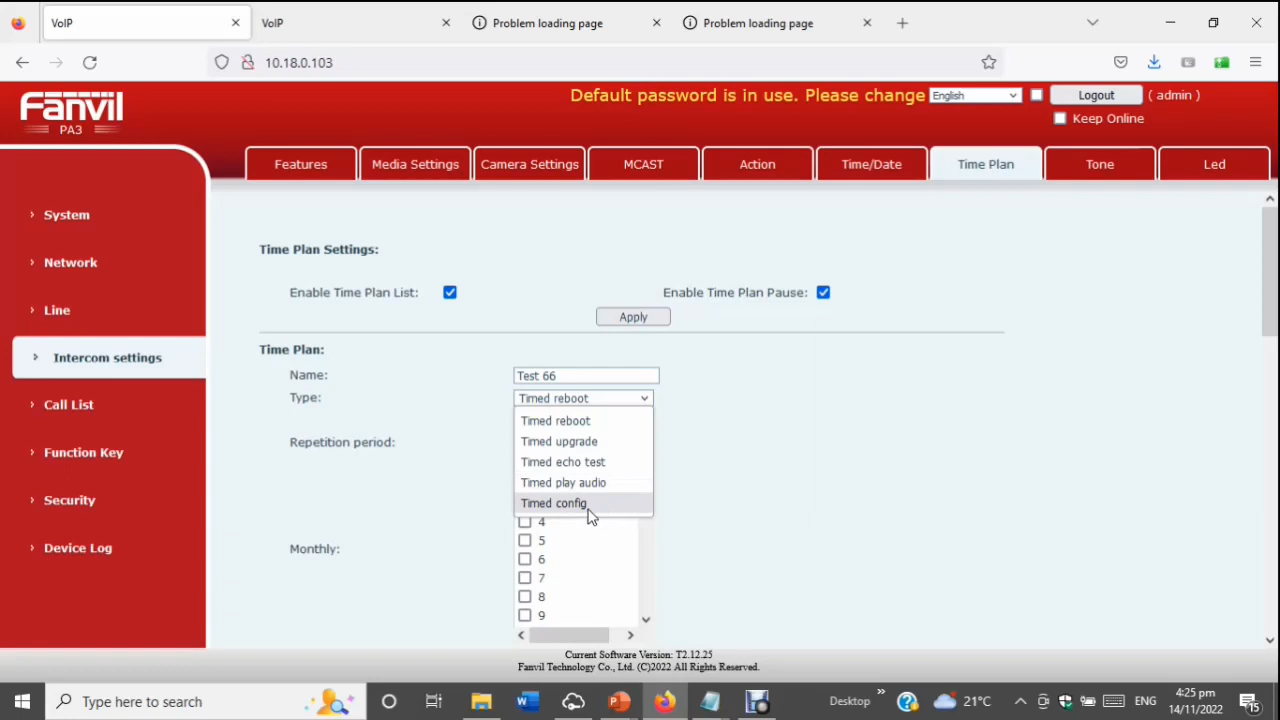 VoIP
VoIP
Problem loading page
Problem loading page
10.18.0.103
Fanvil
PA3
Default password is in use. Please change
English
Logout
( admin )
Keep Online
Features
Media Settings
Camera Settings
MCAST
Action
Time/Date
Time Plan
Tone
Led
System
Network
Line
Intercom settings
Call List
Function Key
Security
Device Log
Time Plan Settings:
Enable Time Plan List:
Enable Time Plan Pause:
Apply
Time Plan:
Name:
Test 66
Type:
Timed reboot
Timed reboot
Timed upgrade
Timed echo test
Timed play audio
Timed config
Repetition period:
Monthly:
4
5
6
7
8
9
Current Software Version: T2.12.25
Fanvil Technology Co., Ltd. (C)2022 All Rights Reserved.
Type here to search
Desktop
21°C
ENG
4:25 pm
14/11/2022
15